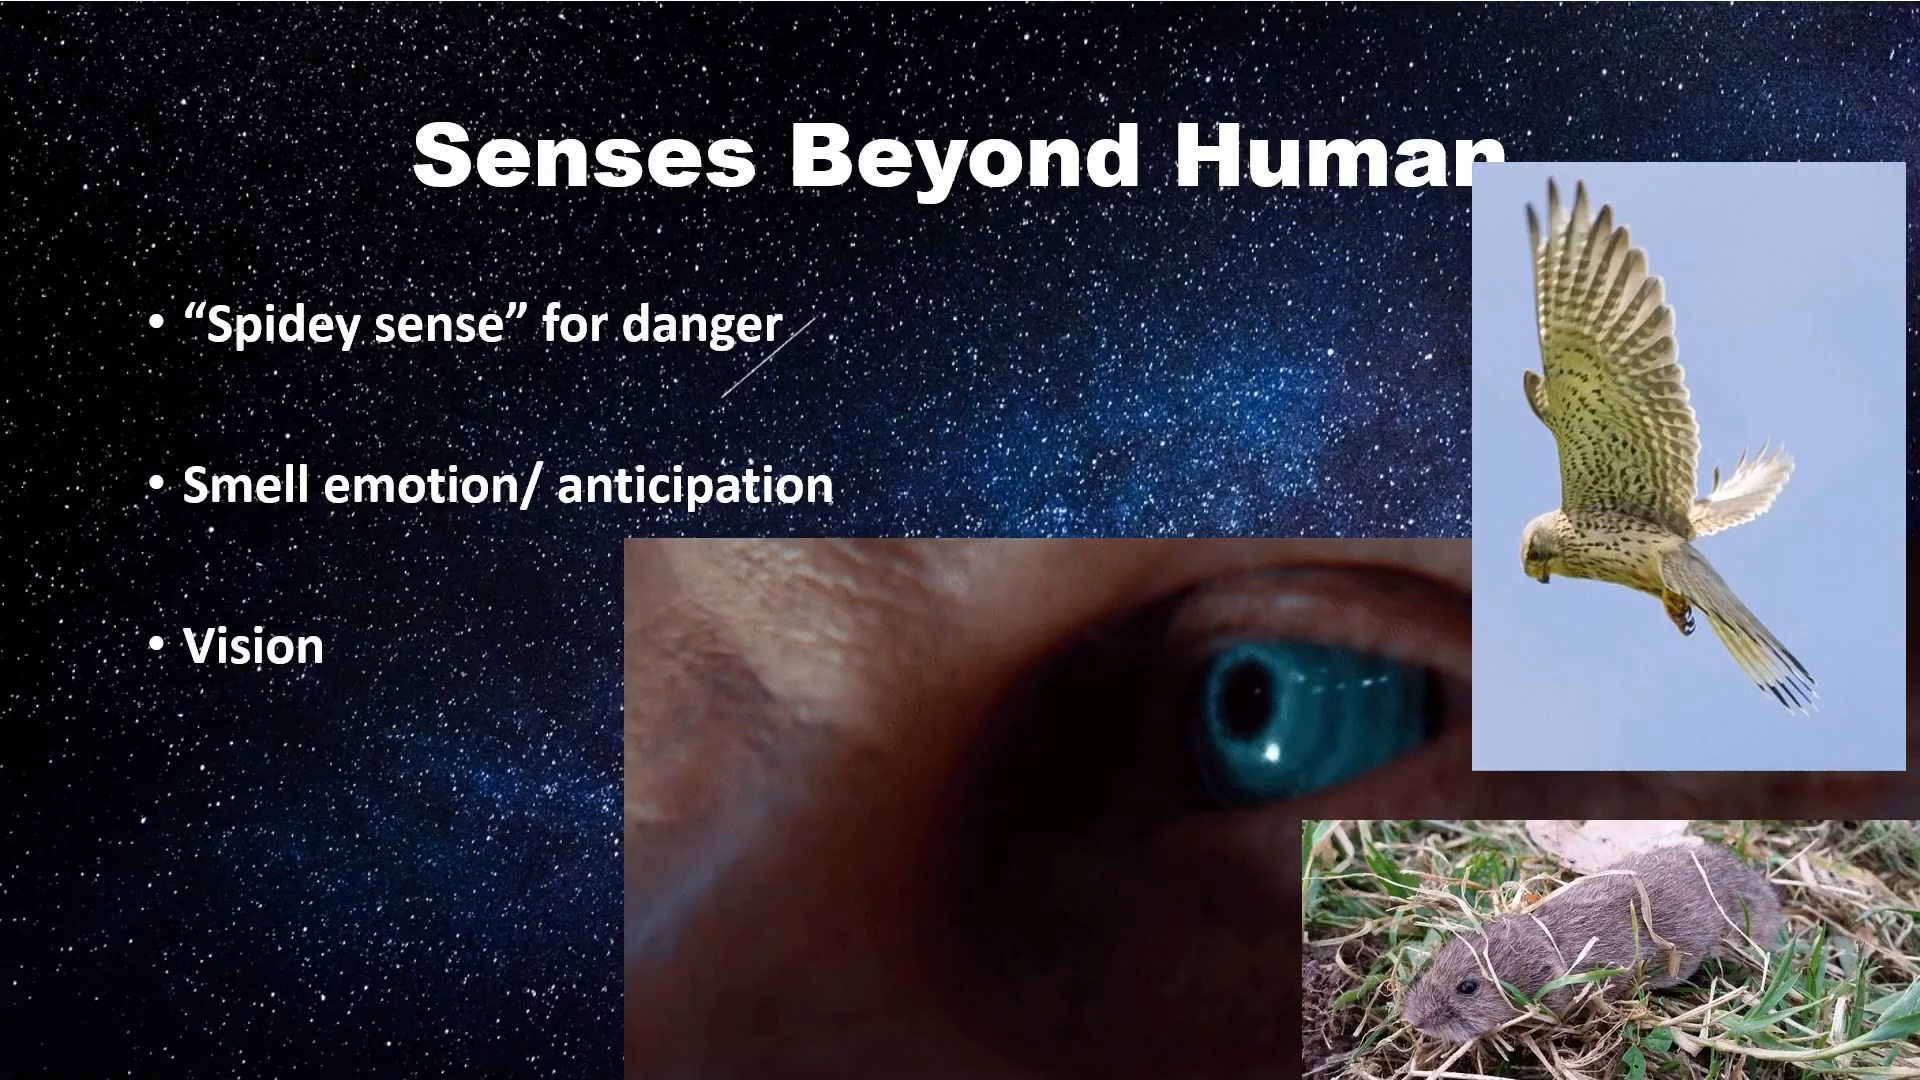 Senses Beyond Human
• “Spidey sense” for danger
• Smell emotion/ anticipation
• Vision